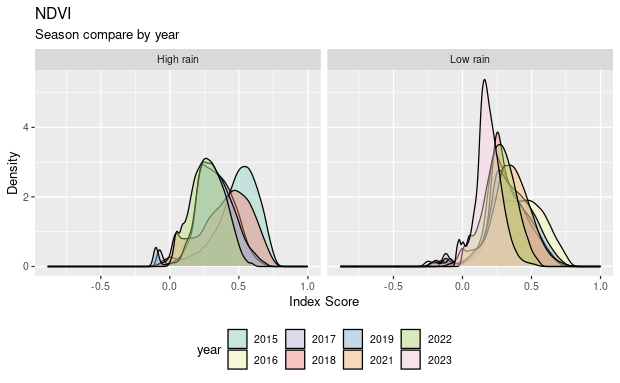 NDVI
Season compare by year
High rain
Low rain
Density
4
2
0
-0.5
0.0
0.5
1.0
-0.5
0.0
0.5
1.0
Index Score
year
2015
2017
2019
2022
2016
2018
2021
2023